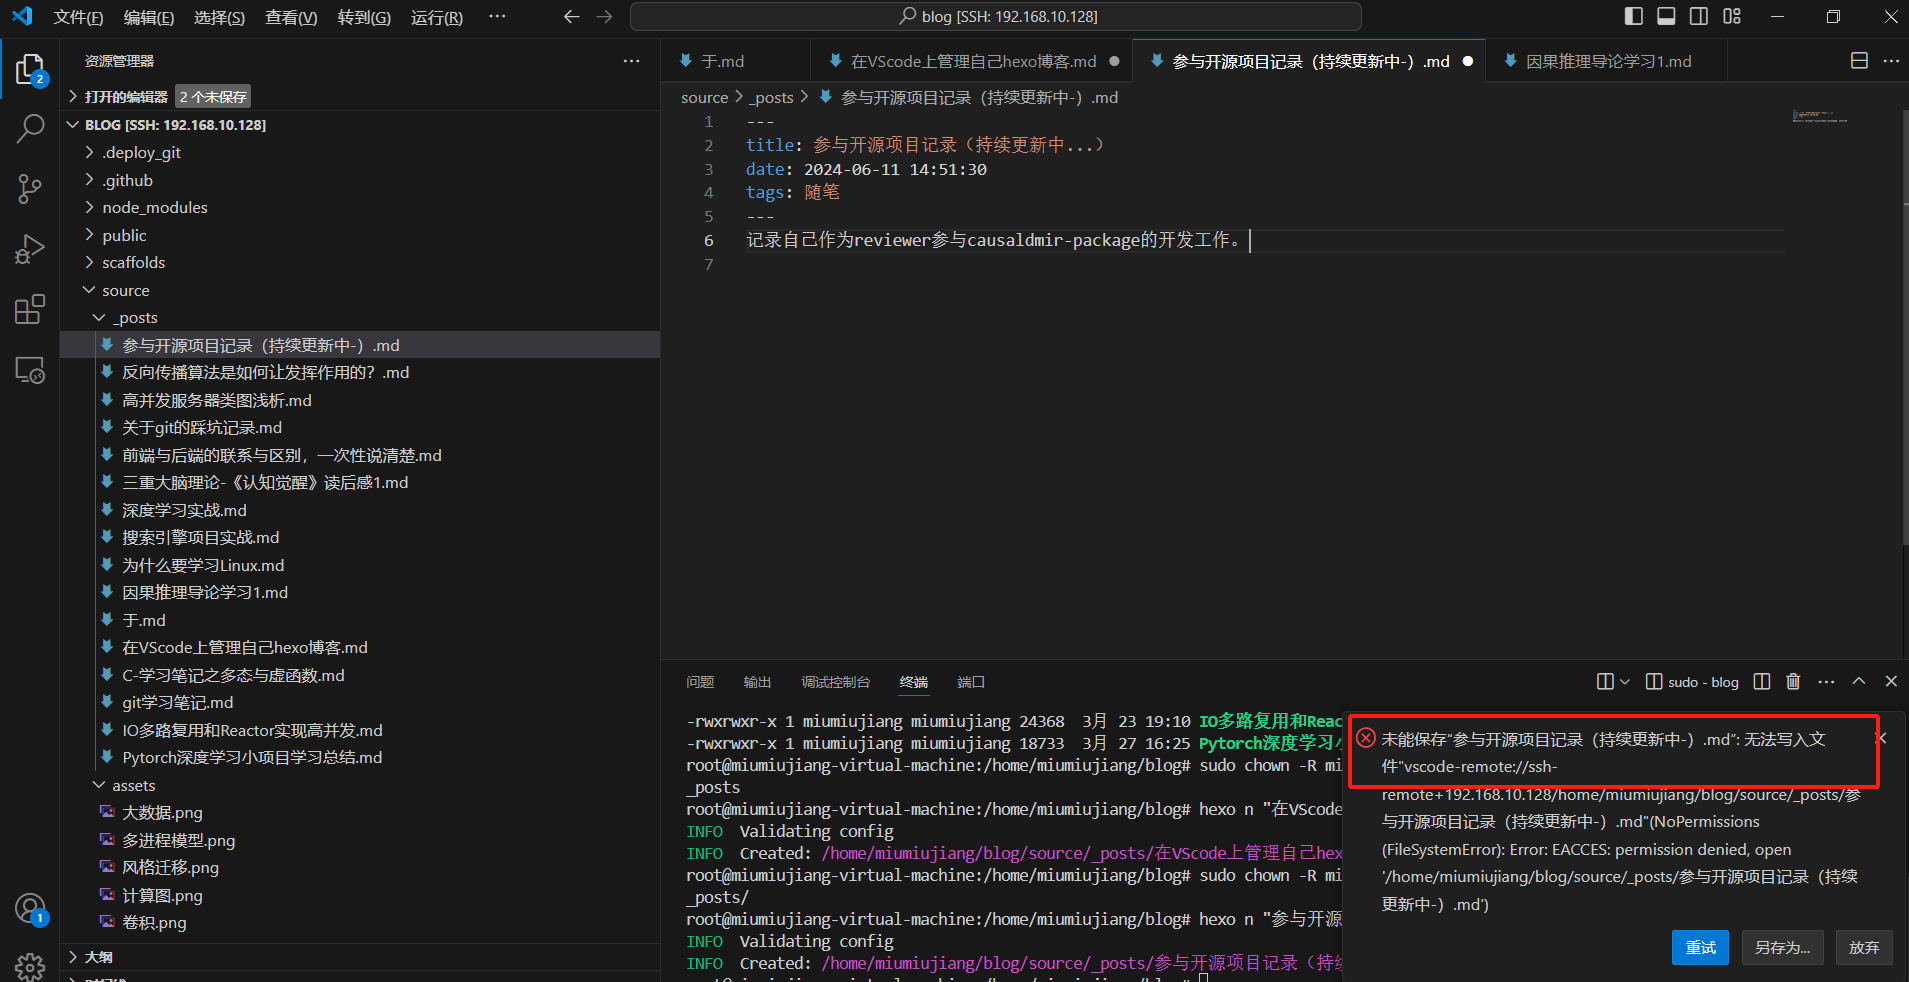 文件(F) 编辑(E) 选择(S) 查看(V) 转到(G) 运行(R) ··· blog [SSH: 192.168.10.128]
资源管理器 ···
打开的编辑器 2 个未保存
BLOG [SSH: 192.168.10.128]
.deploy_git
.github
node_modules
public
scaffolds
source
_posts
参与开源项目记录（持续更新中-）.md
反向传播算法是如何让发挥作用的？.md
高并发服务器类图浅析.md
关于git的踩坑记录.md
前端与后端的联系与区别，一次性说清楚.md
三重大脑理论-《认知觉醒》读后感1.md
深度学习实战.md
搜索引擎项目实战.md
为什么要学习Linux.md
因果推理导论学习1.md
于.md
在VScode上管理自己hexo博客.md
C-学习笔记之多态与虚函数.md
git学习笔记.md
IO多路复用和Reactor实现高并发.md
Pytorch深度学习小项目学习总结.md
assets
大数据.png
多进程模型.png
风格迁移.png
计算图.png
卷积.png
大纲
2
1
于.md 在VScode上管理自己hexo博客.md 参与开源项目记录（持续更新中-）.md 因果推理导论学习1.md
source > _posts > 参与开源项目记录（持续更新中-）.md
1 ---
2 title: 参与开源项目记录（持续更新中...）
3 date: 2024-06-11 14:51:30
4 tags: 随笔
5 ---
6 记录自己作为reviewer参与causaldmir-package的开发工作。
7
问题 输出 调试控制台 终端 端口 sudo - blog
-rwxrwxr-x 1 miumiujiang miumiujiang 24368 3月 23 19:10 IO多路复用和Reac
-rwxrwxr-x 1 miumiujiang miumiujiang 18733 3月 27 16:25 Pytorch深度学习小
root@miumiujiang-virtual-machine:/home/miumiujiang/blog# sudo chown -R mi
_posts
root@miumiujiang-virtual-machine:/home/miumiujiang/blog# hexo n "在VScode
INFO Validating config
INFO Created: /home/miumiujiang/blog/source/_posts/在VScode上管理自己hex
root@miumiujiang-virtual-machine:/home/miumiujiang/blog# sudo chown -R mi
_posts/
root@miumiujiang-virtual-machine:/home/miumiujiang/blog# hexo n "参与开源
INFO Validating config
INFO Created: /home/miumiujiang/blog/source/_posts/参与开源项目记录（持续
未能保存“参与开源项目记录（持续更新中-）.md”: 无法写入文
件"vscode-remote://ssh-
remote+192.168.10.128/home/miumiujiang/blog/source/_posts/参
与开源项目记录（持续更新中-）.md"(NoPermissions
(FileSystemError): Error: EACCES: permission denied, open
'/home/miumiujiang/blog/source/_posts/参与开源项目记录（持续
更新中-）.md')
重试 另存为... 放弃